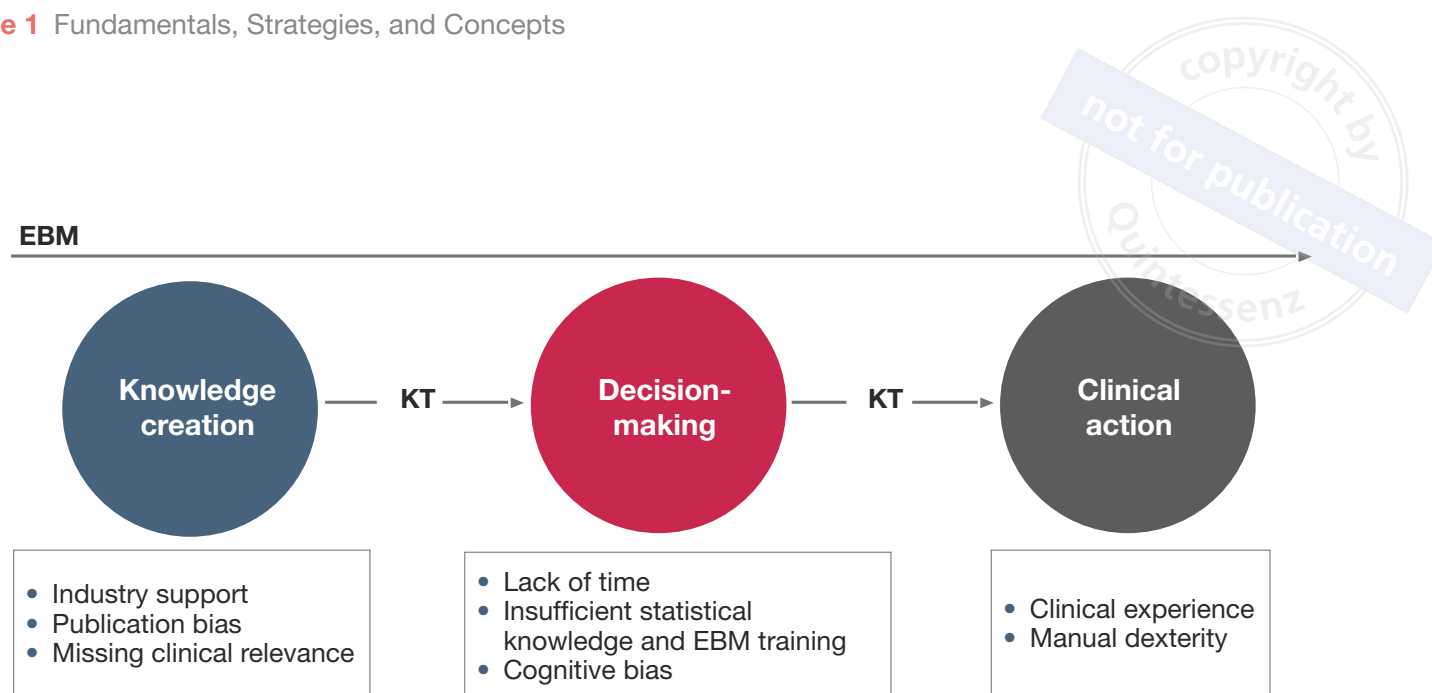 e 1 Fundamentals, Strategies, and Concepts
copyright by
not for publication
Quintessenz
EBM
Knowledge
creation
KT
Decision-
making
KT
Clinical
action
• Industry support
• Publication bias
• Missing clinical relevance
• Lack of time
• Insufficient statistical
knowledge and EBM training
• Cognitive bias
• Clinical experience
• Manual dexterity